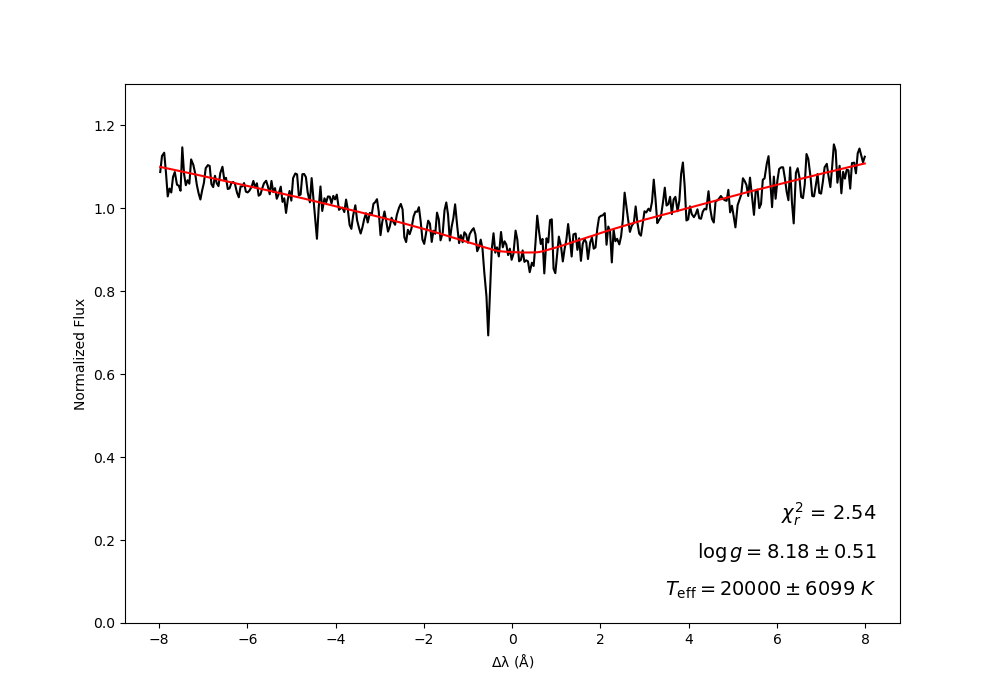 1.2
1.0
0.8
0.6
0.4
0.2
0.0
Normalized Flux
χ²ᵣ = 2.54
log g = 8.18 ± 0.51
T_eff = 20000 ± 6099 K
−8 −6 −4 −2 0 2 4 6 8
Δλ (Å)